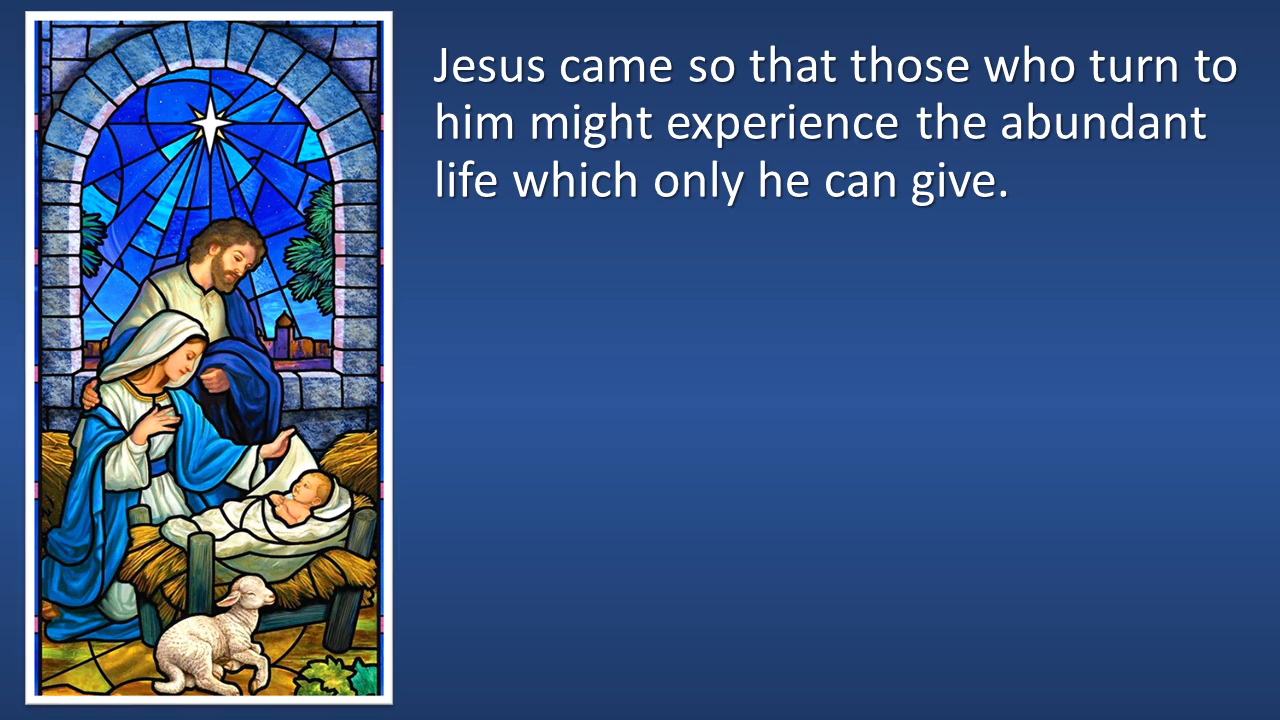 Jesus came so that those who turn to
him might experience the abundant
life which only he can give.